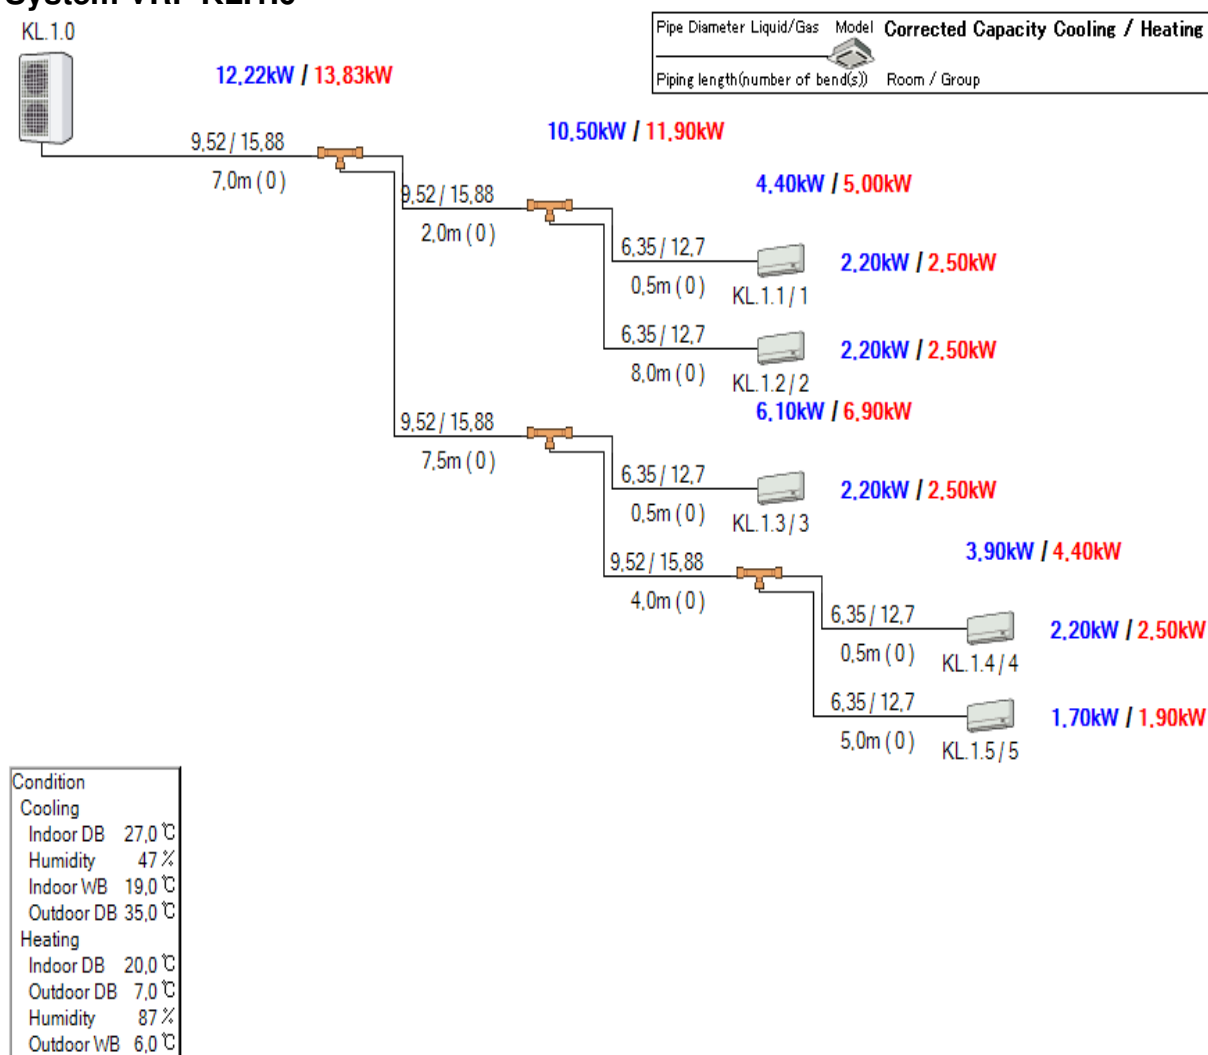 System VRF KL.1.0
KL.1.0
Pipe Diameter Liquid/Gas Model Corrected Capacity Cooling / Heating
Piping length(number of bend(s)) Room / Group
12,22kW / 13,83kW
10,50kW / 11,90kW
9,52 / 15,88
7,0m ( 0 )
4,40kW / 5,00kW
9,52 / 15,88
2,0m ( 0 )
6,35 / 12,7
0,5m ( 0 )
KL.1.1 / 1
2,20kW / 2,50kW
6,35 / 12,7
8,0m ( 0 )
KL.1.2 / 2
2,20kW / 2,50kW
6,10kW / 6,90kW
9,52 / 15,88
7,5m ( 0 )
6,35 / 12,7
0,5m ( 0 )
KL.1.3 / 3
2,20kW / 2,50kW
3,90kW / 4,40kW
9,52 / 15,88
4,0m ( 0 )
6,35 / 12,7
0,5m ( 0 )
KL.1.4 / 4
2,20kW / 2,50kW
6,35 / 12,7
5,0m ( 0 )
KL.1.5 / 5
1,70kW / 1,90kW
Condition
Cooling
Indoor DB 27,0 ℃
Humidity 47 %
Indoor WB 19,0 ℃
Outdoor DB 35,0 ℃
Heating
Indoor DB 20,0 ℃
Outdoor DB 7,0 ℃
Humidity 87 %
Outdoor WB 6,0 ℃